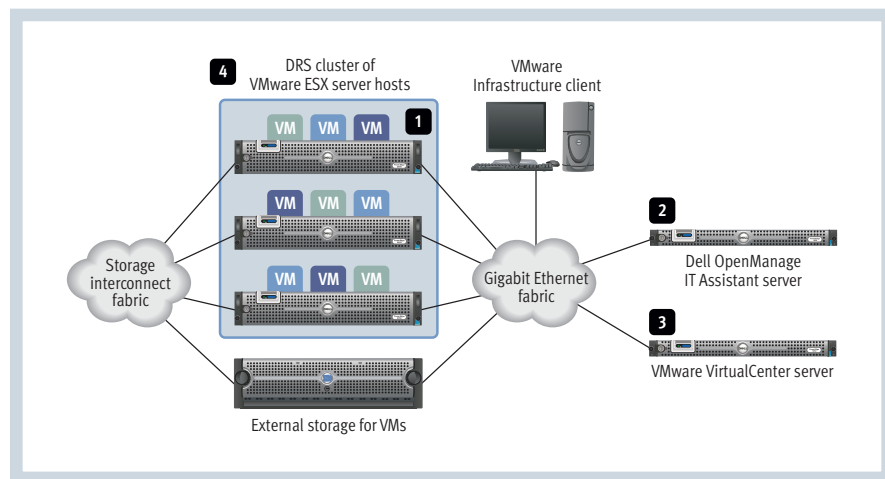 4
DRS cluster of
VMware ESX server hosts
VMware
Infrastructure client
VM VM VM
1
VM VM VM
VM VM VM
2
Dell OpenManage
IT Assistant server
3
VMware VirtualCenter server
Storage
interconnect
fabric
Gigabit Ethernet
fabric
External storage for VMs